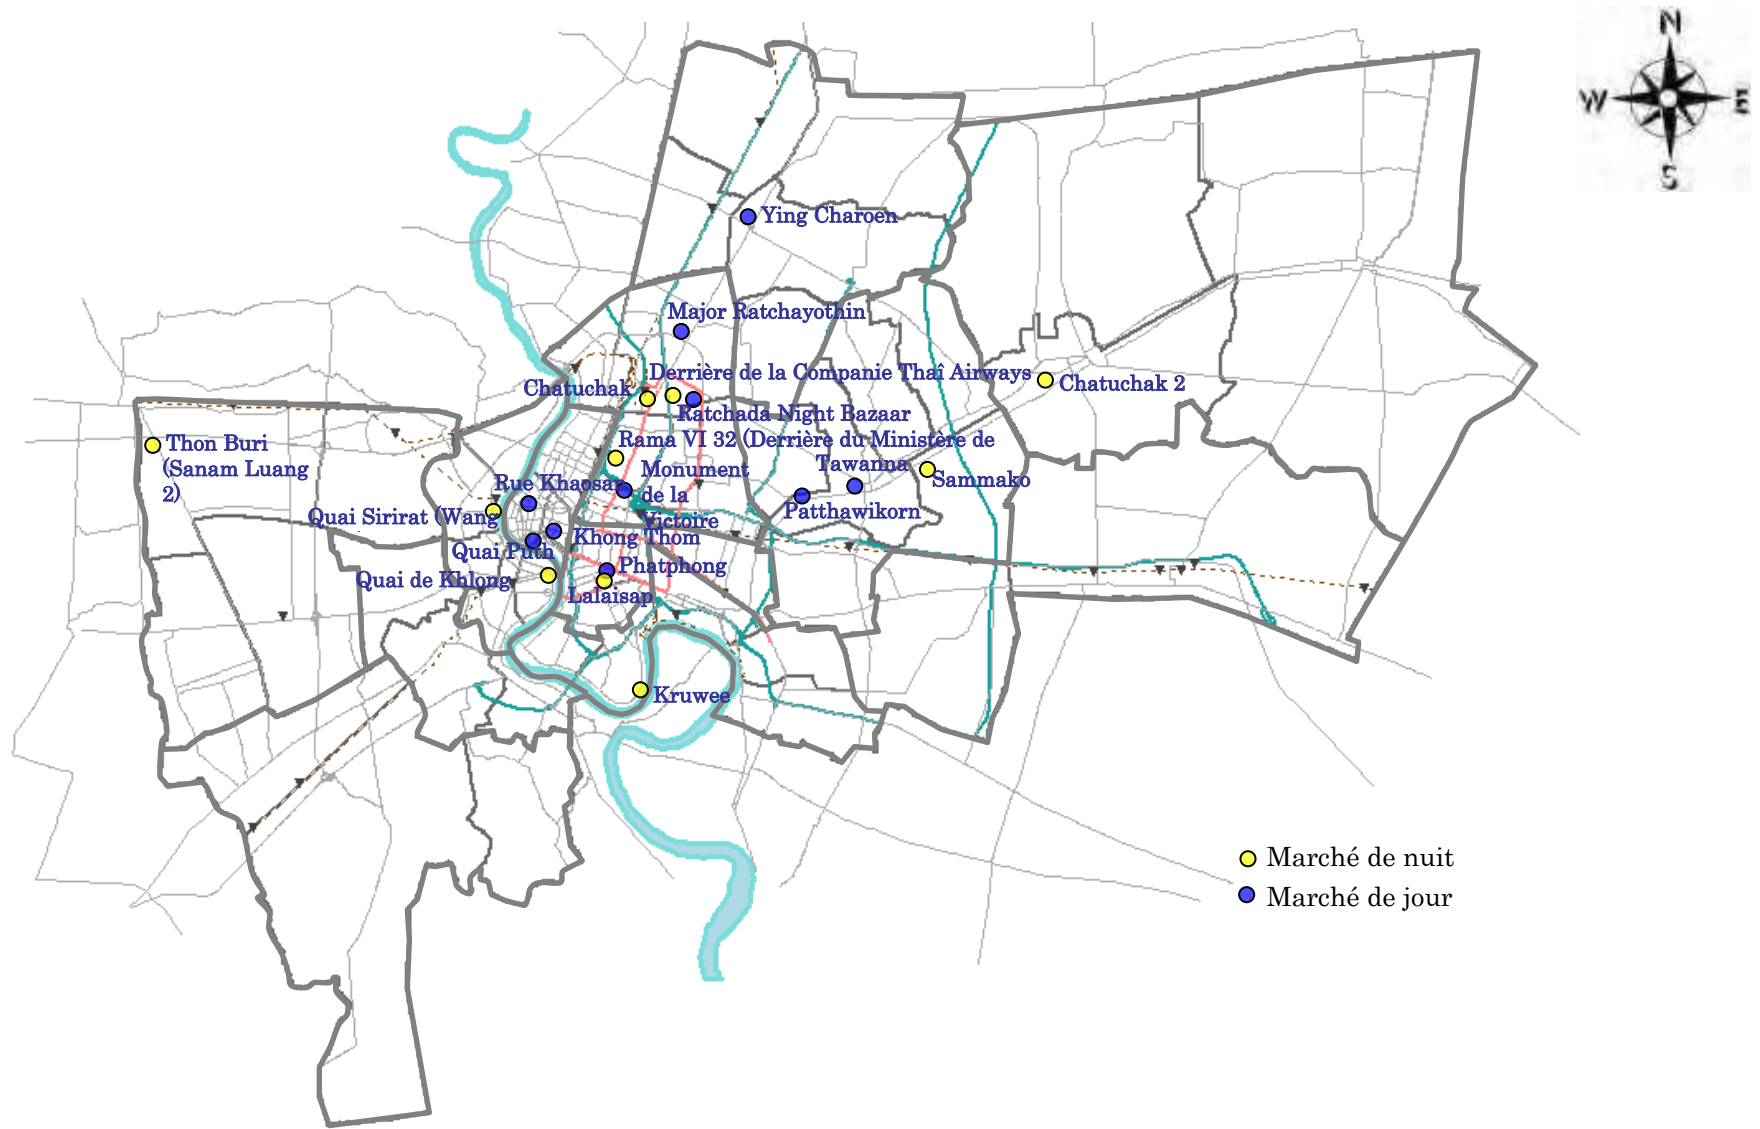 N
W
E
S
Ying Charoen
Major Ratchayothin
Derrière de la Companie Thaî Airways
Chatuchak
Chatuchak 2
Ratchada Night Bazaar
Rama VI 32 (Derrière du Ministère de
Thon Buri
(Sanam Luang
2)
Monument
de la
Victoire
Tawanna
Sammako
Rue Khaosar
Patthawikorn
Quai Sirirat (Wang
Khong Thom
Quai Puth
Phatphong
Quai de Khlong
Lalaisap
Kruwee
Marché de nuit
Marché de jour